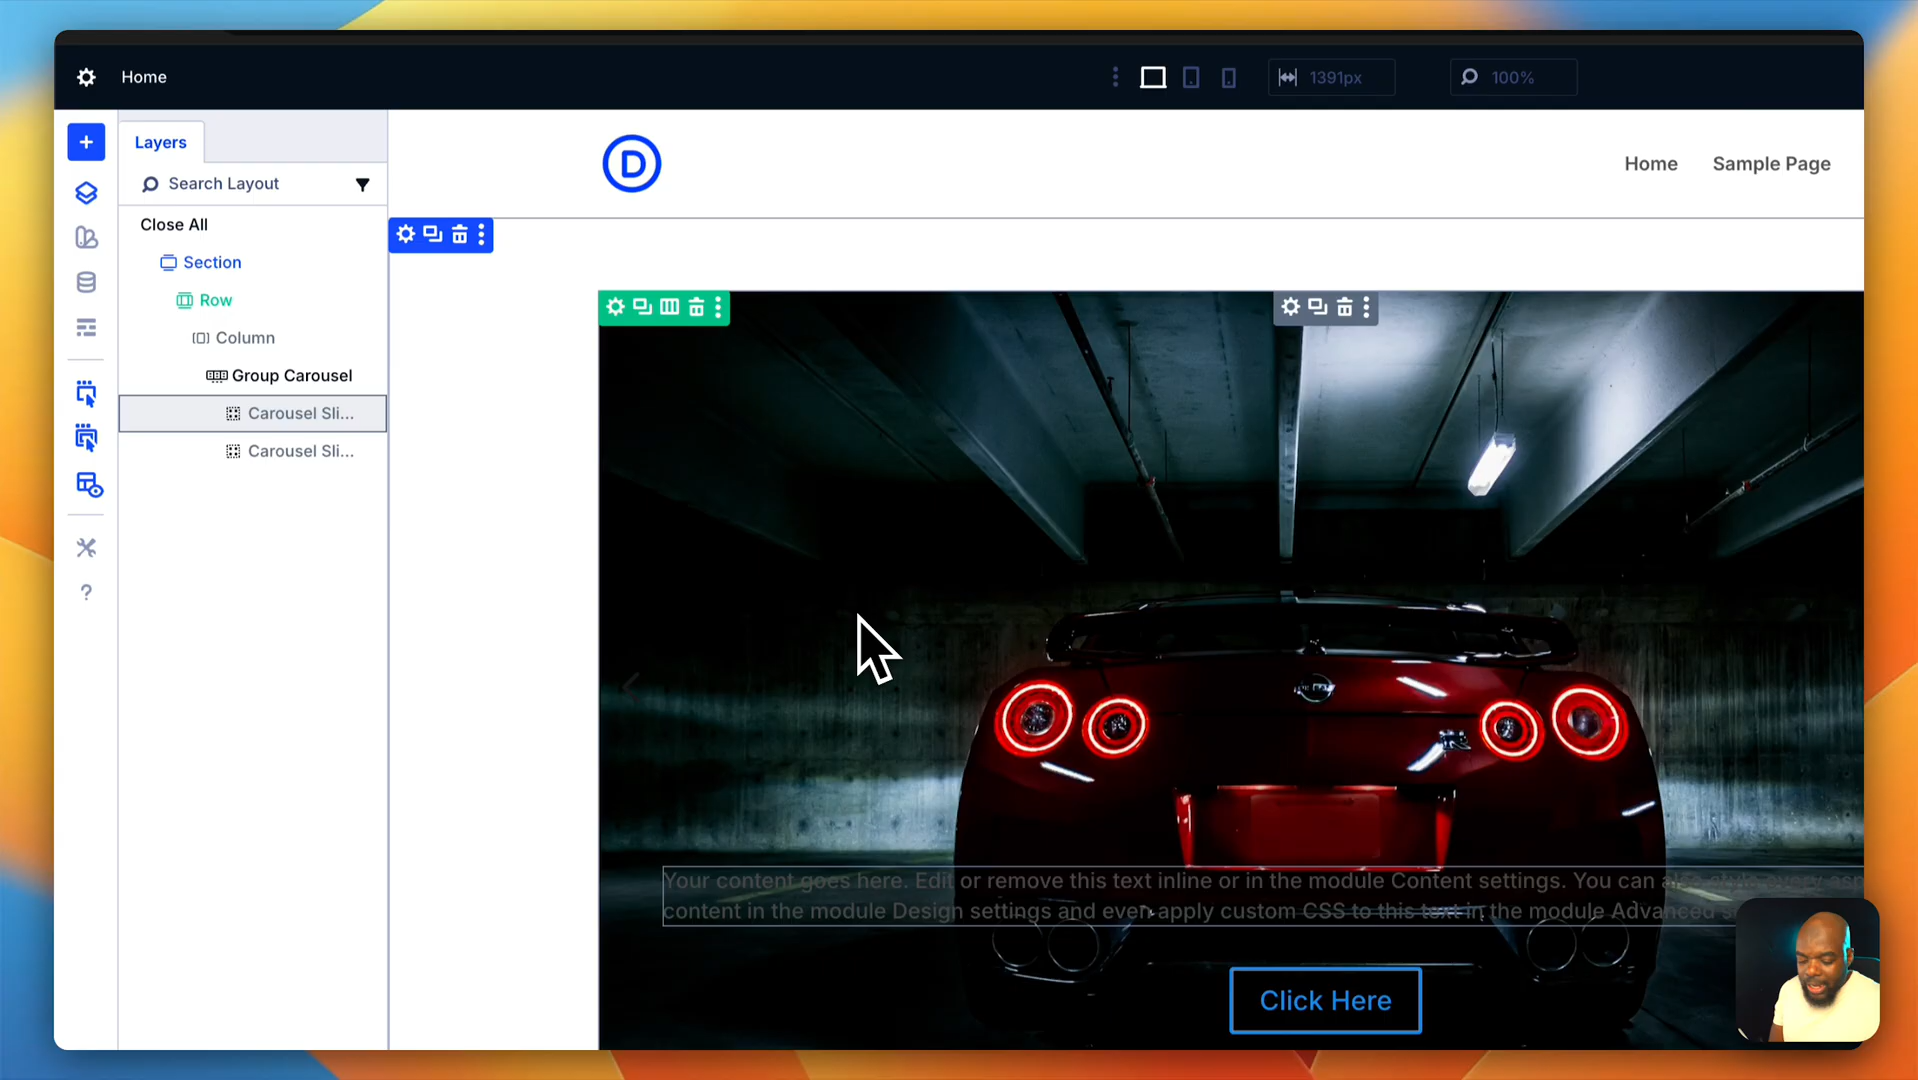 Home
1391px
100%
+
Layers
Search Layout
Close All
Section
Row
Column
Group Carousel
Carousel Sli...
Carousel Sli...
?
D
Home
Sample Page
Your content goes here. Edit or remove this text inline or in the module Content settings. You can
content in the module Design settings and even apply custom CSS to this text in the module Advanced
Click Here